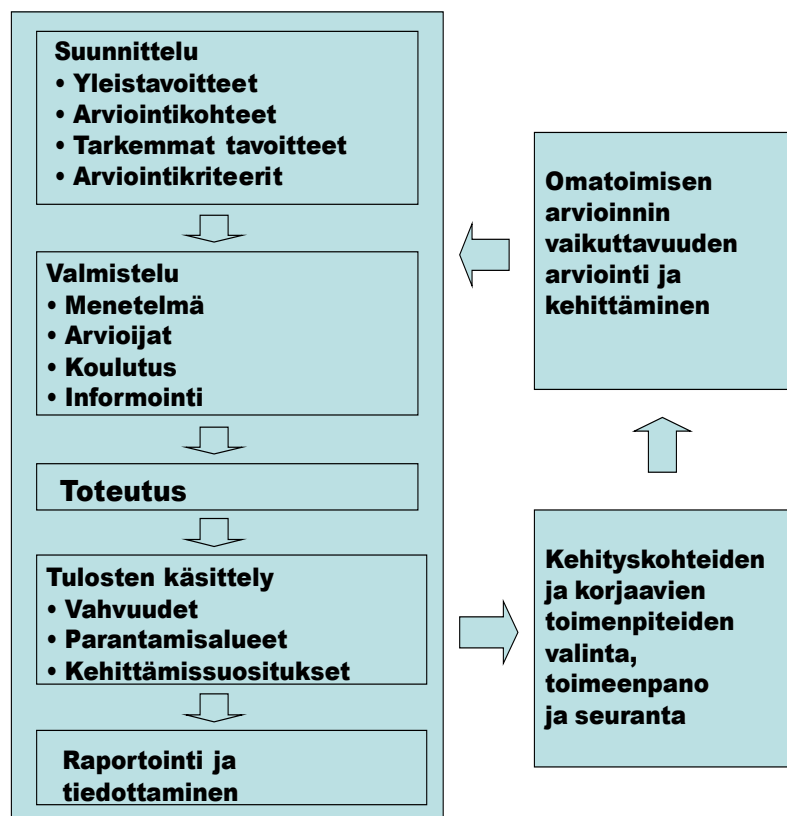 Suunnittelu
• Yleistavoitteet
• Arviointikohteet
• Tarkemmat tavoitteet
• Arviointikriteerit
Valmistelu
• Menetelmä
• Arvioijat
• Koulutus
• Informointi
Toteutus
Tulosten käsittely
• Vahvuudet
• Parantamisalueet
• Kehittämissuositukset
Raportointi ja
tiedottaminen
Kehityskohteiden
ja korjaavien
toimenpiteiden
valinta,
toimeenpano
ja seuranta
Omatoimisen
arvioinnin
vaikuttavuuden
arviointi ja
kehittäminen